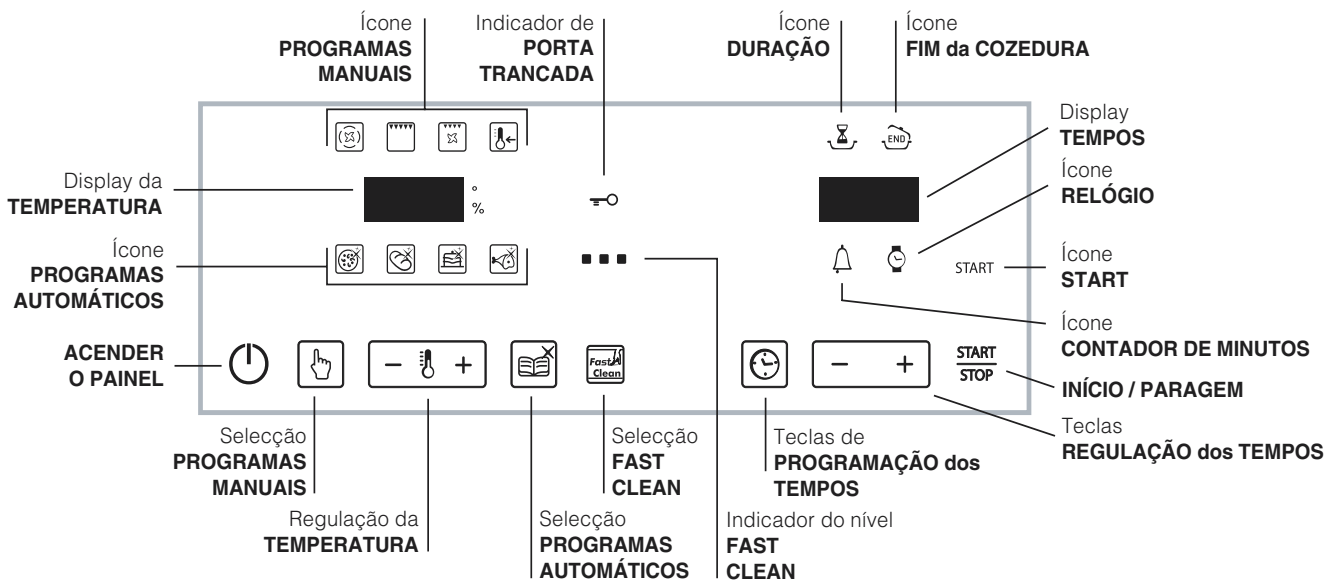 Ícone
PROGRAMAS
MANUAIS
Indicador de
PORTA
TRANCADA
Ícone
DURAÇÃO
Ícone
FIM da COZEDURA
END
Display
TEMPOS
Ícone
RELÓGIO
Display da
TEMPERATURA
°
%
Ícone
PROGRAMAS
AUTOMÁTICOS
START
Ícone
START
Ícone
CONTADOR DE MINUTOS
ACENDER
O PAINEL
- +
Fast
Clean
- +
START
STOP
INÍCIO / PARAGEM
Teclas
REGULAÇÃO dos TEMPOS
Selecção
PROGRAMAS
MANUAIS
Regulação da
TEMPERATURA
Selecção
PROGRAMAS
AUTOMÁTICOS
Selecção
FAST
CLEAN
Indicador do nível
FAST
CLEAN
Teclas de
PROGRAMAÇÃO dos
TEMPOS